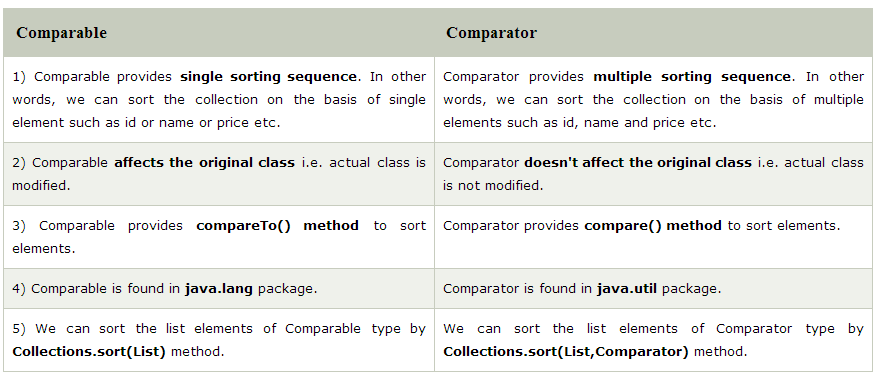 Comparable
Comparator
1) Comparable provides single sorting sequence. In other
words, we can sort the collection on the basis of single
element such as id or name or price etc.
Comparator provides multiple sorting sequence. In other
words, we can sort the collection on the basis of multiple
elements such as id, name and price etc.
2) Comparable affects the original class i.e. actual class is
modified.
Comparator doesn't affect the original class i.e. actual class
is not modified.
3) Comparable provides compareTo() method to sort
elements.
Comparator provides compare() method to sort elements.
4) Comparable is found in java.lang package.
Comparator is found in java.util package.
5) We can sort the list elements of Comparable type by
Collections.sort(List) method.
We can sort the list elements of Comparator type by
Collections.sort(List,Comparator) method.